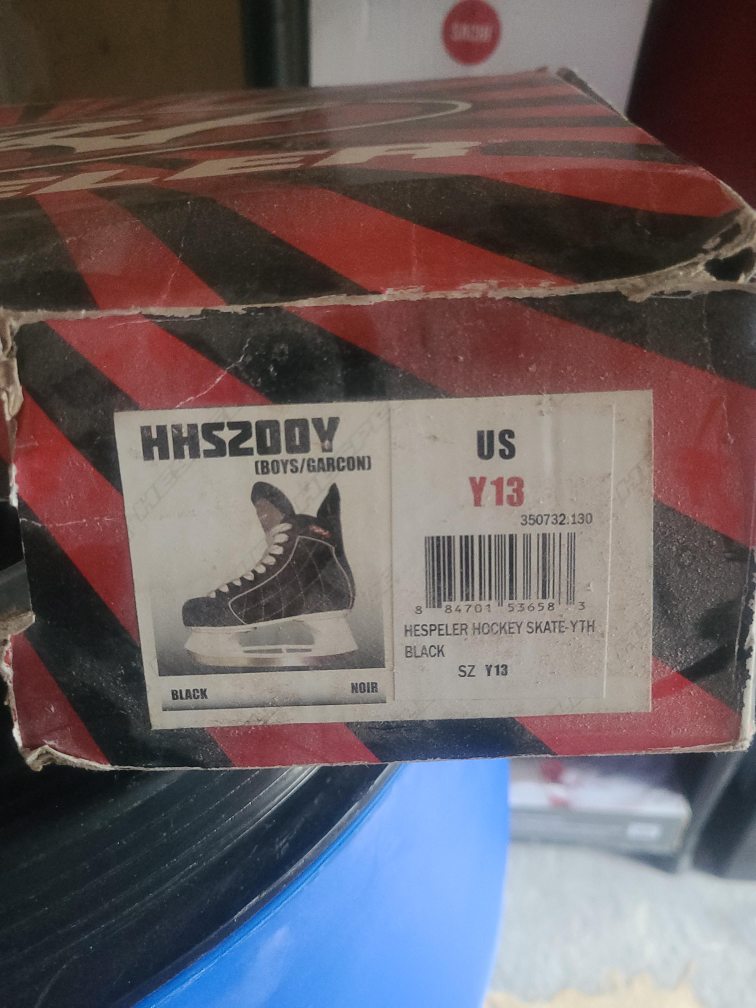 HHS200Y
(BOYS/GARCON)
BLACK NOIR
US
Y13
350732.130
8 84701 53658 3
HESPELER HOCKEY SKATE-YTH
BLACK
SZ Y13